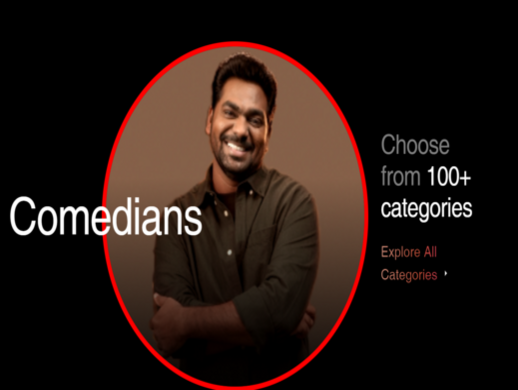 Comedians
Choose
from 100+
categories
Explore All
Categories